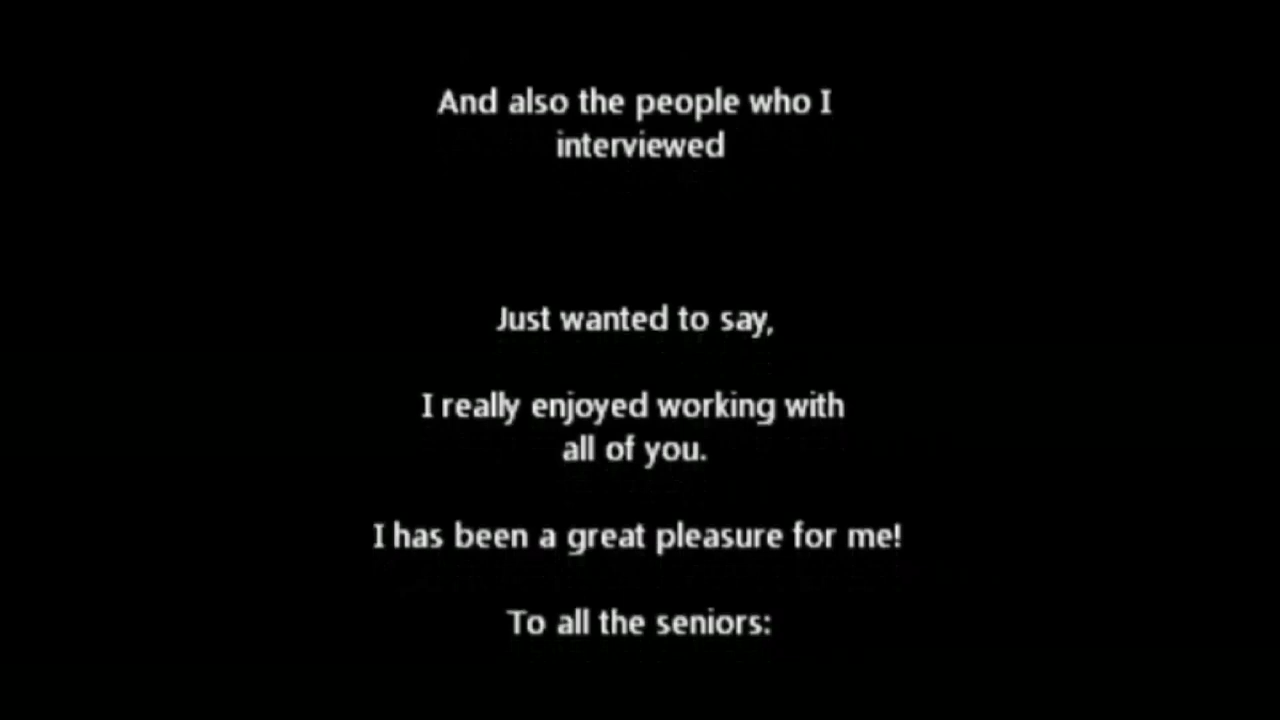 And also the people who I
interviewed
Just wanted to say,
I really enjoyed working with
all of you.
I has been a great pleasure for me!
To all the seniors: